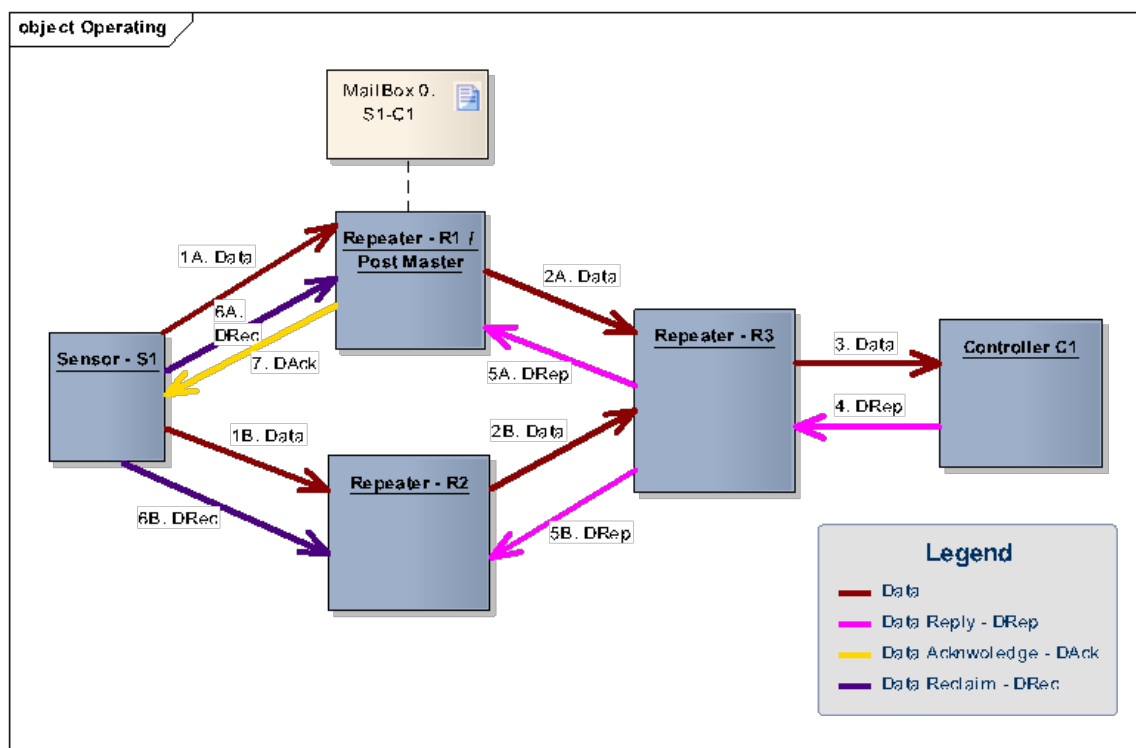 object Operating
MailBox 0.
S1-C1
Repeater - R1 /
Post Master
1A. Data
2A. Data
6A.
DRec
Repeater - R3
Controller C1
3. Data
Sensor - S1
7. DAck
5A. DRep
4. DRep
1B. Data
2B. Data
Repeater - R2
6B. DRec
5B. DRep
Legend
Data
Data Reply - DRep
Data Acknwoledge - DAck
Data Reclaim - DRec